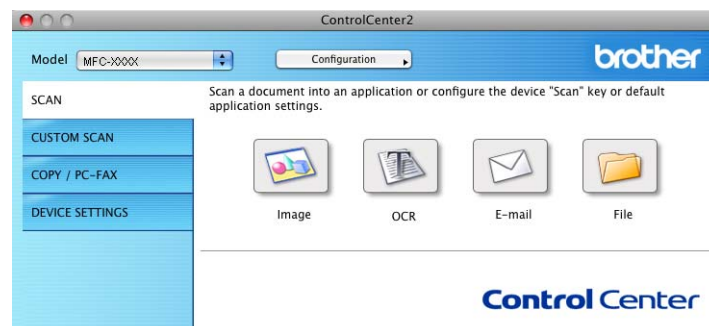 ControlCenter2
Model MFC-XXXX Configuration brother
SCAN
CUSTOM SCAN
COPY / PC-FAX
DEVICE SETTINGS
Scan a document into an application or configure the device "Scan" key or default
application settings.
Image OCR E-mail File
Control Center